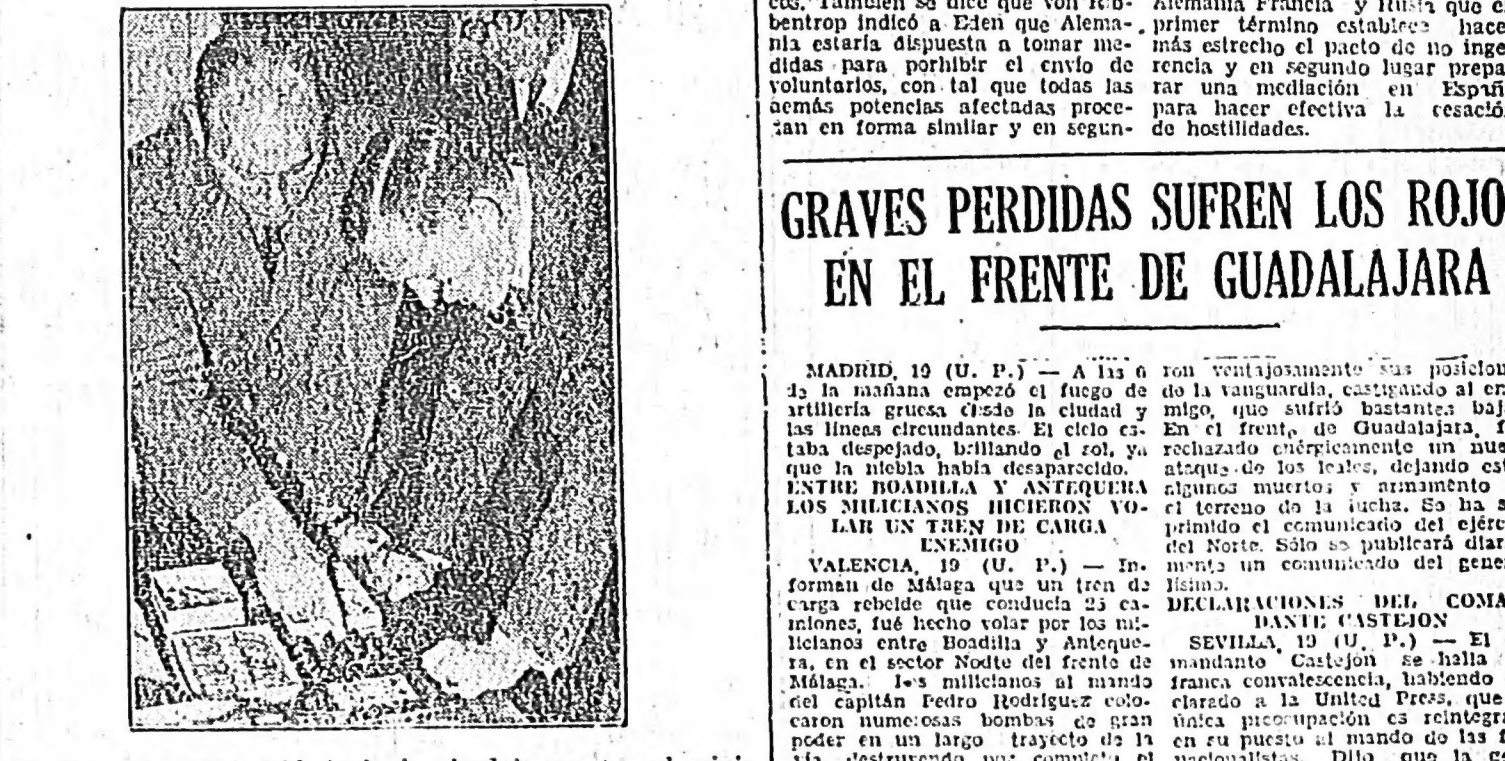 bentrop indicó a Eden que Alema-
nia estaría dispuesta a tomar me-
didas para porhibir el envío de
voluntarios, con tal que todas las
demás potencias afectadas proce-
dan en forma similar y en segun-
Alemania Francia y Rusia que
primer término establecer hace
más estrecho el pacto de no inge
rencia y en segundo lugar prepa
rar una mediación en Españ
para hacer efectiva la cesació
de hostilidades.
GRAVES PERDIDAS SUFREN LOS ROJO
EN EL FRENTE DE GUADALAJARA
MADRID, 19 (U. P.) — A las 6
de la mañana empezó el fuego de
artillería gruesa desde la ciudad y
las líneas circundantes. El cielo es-
taba despejado, brillando el sol, ya
que la niebla había desaparecido.
ENTRE BOADILLA Y ANTEQUERA
LOS MILICIANOS HICIERON VO-
LAR UN TREN DE CARGA
ENEMIGO
VALENCIA, 19 (U. P.) — In-
forman de Málaga que un tren de
carga rebelde que conducía 25 ca-
miones, fué hecho volar por los mi-
licianos entre Boadilla y Anteque-
ra, en el sector Nodte del frente de
Málaga. Los milicianos al mando
del capitán Pedro Rodríguez colo-
caron numerosas bombas de gran
poder en un largo trayecto de la
vía destruyendo por completo el
ron ventajosamente sus posicion
de la vanguardia, castigando al en
migo, que sufrió bastantes baj
En el frente de Guadalajara, f
rechazado enérgicamente un nue
ataque de los leales, dejando est
algunos muertos y armamento
el terreno de la lucha. Se ha s
primido el comunicado del ejérc
del Norte. Sólo se publicará diar
mente un comunicado del gene
lísimo.
DECLARACIONES DEL COMA
DANTE CASTEJON
SEVILLA, 19 (U. P.) — El
mandante Castejón se halla
franca convalescencia, habiendo
clarado a la United Press, que
única preocupación es reintegr
en su puesto al mando de las f
nacionalistas. Dijo que la